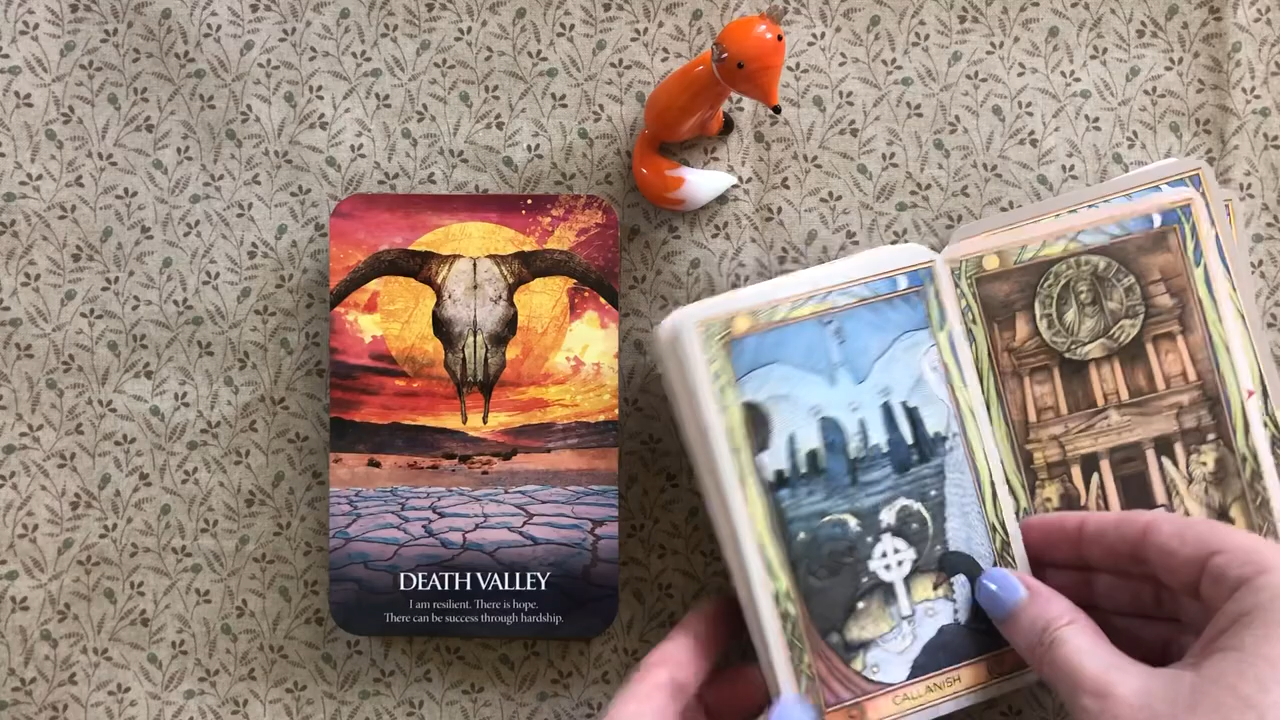 DEATH VALLEY
I am resilient. There is hope.
There can be success through hardship.
CALLANISH